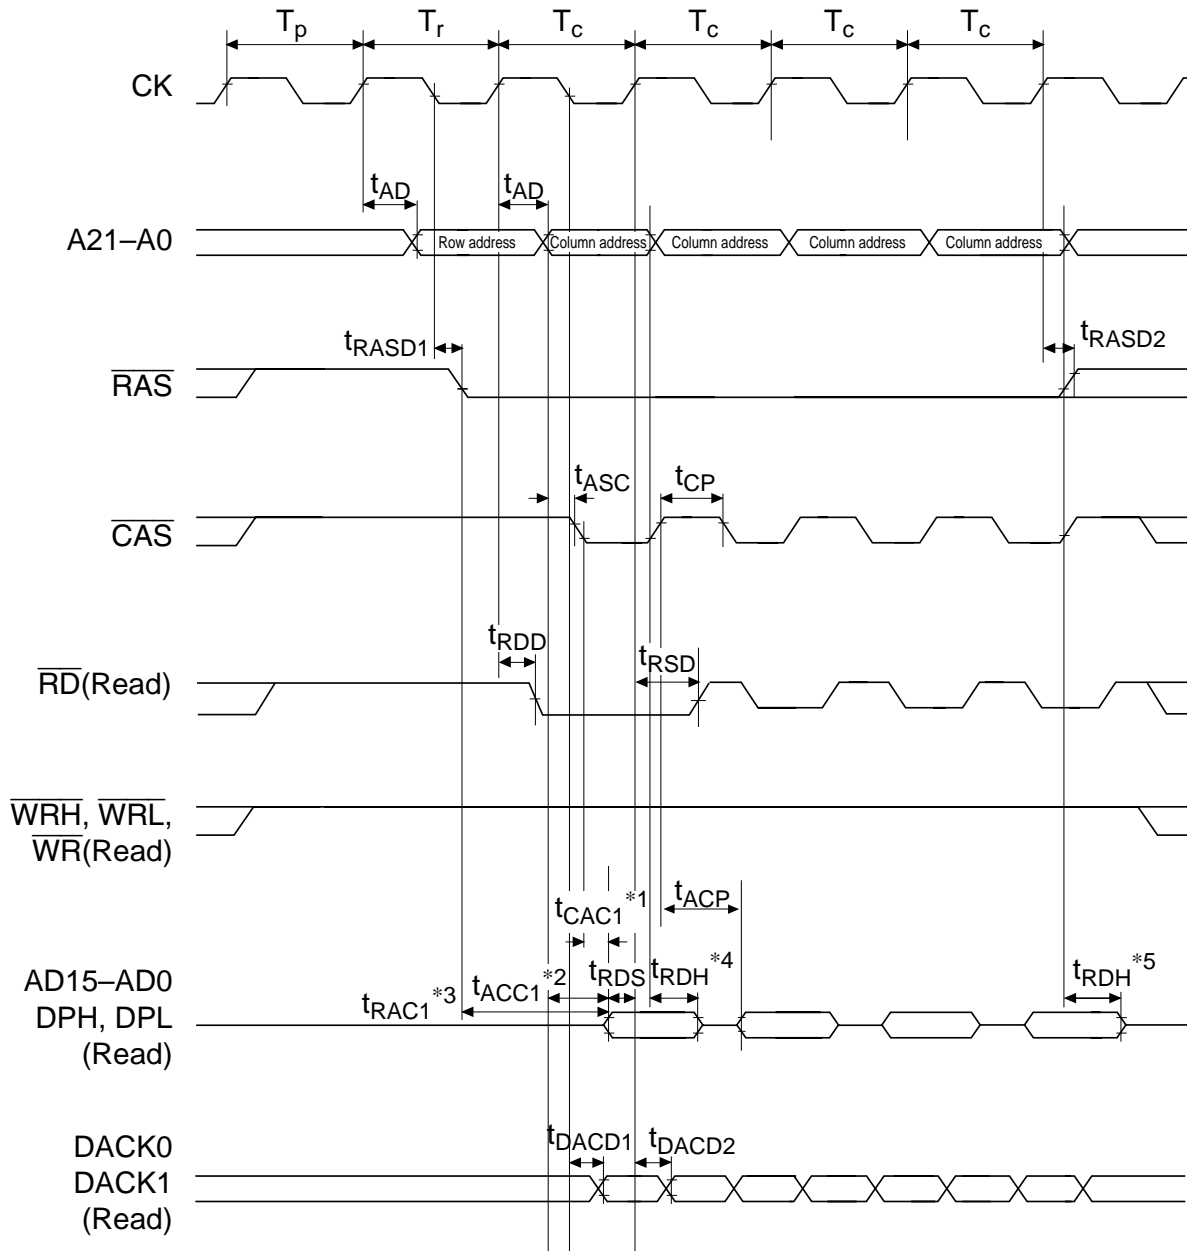 Tp Tr Tc Tc Tc Tc
CK
tAD tAD
A21–A0 Row address Column address Column address Column address Column address
tRASD1 tRASD2
RAS
tASC tCP
CAS
tRDD tRSD
RD(Read)
WRH, WRL,
WR(Read)
tCAC1*1 tACP
AD15–AD0 tRAC1*3 tACC1*2 tRDS tRDH*4 tRDH*5
DPH, DPL
(Read)
DACK0 tDACD1 tDACD2
DACK1
(Read)